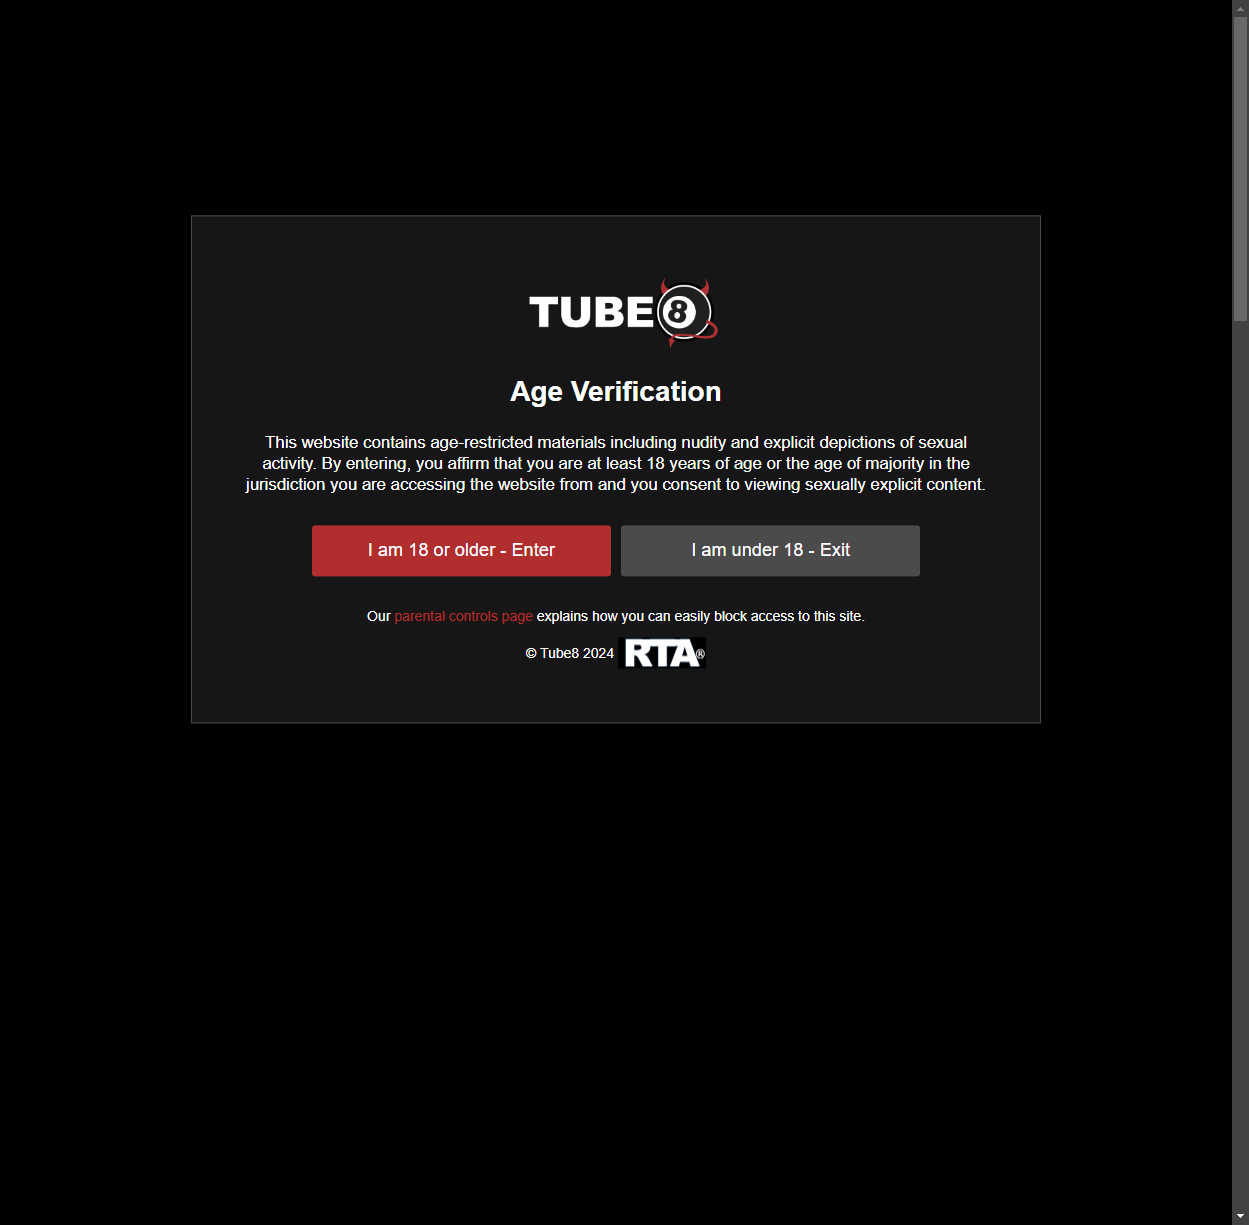 TUBE8
Age Verification
This website contains age-restricted materials including nudity and explicit depictions of sexual
activity. By entering, you affirm that you are at least 18 years of age or the age of majority in the
jurisdiction you are accessing the website from and you consent to viewing sexually explicit content.
I am 18 or older - Enter
I am under 18 - Exit
Our parental controls page explains how you can easily block access to this site.
© Tube8 2024 RTA®